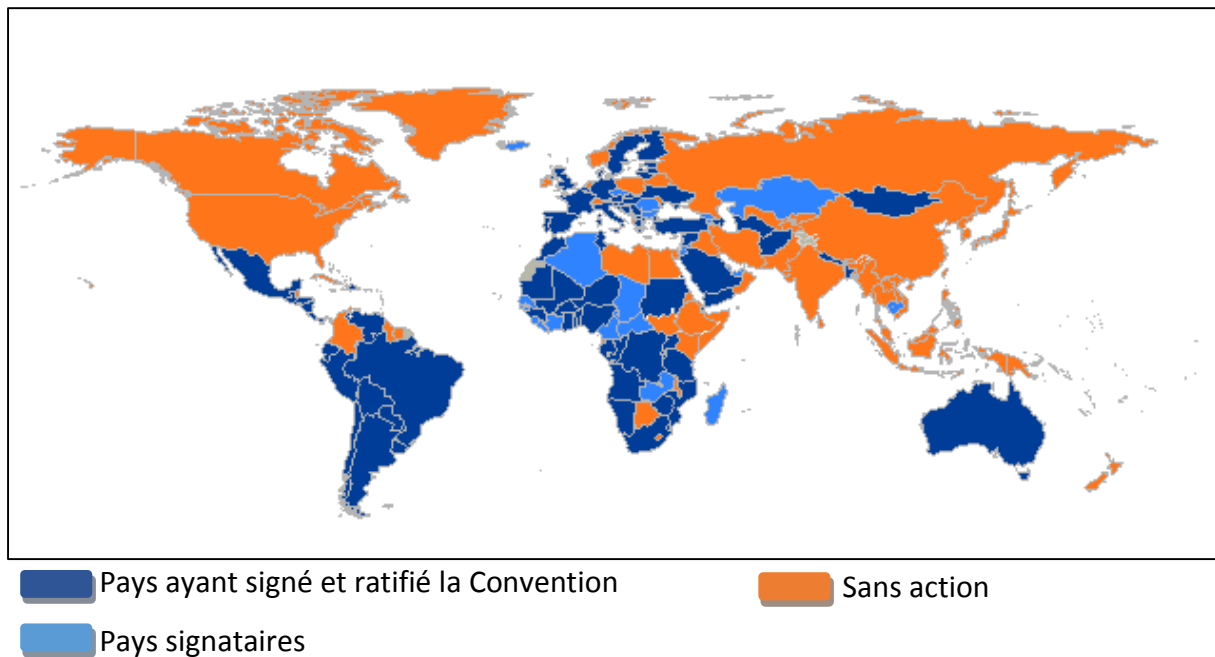 Pays ayant signé et ratifié la Convention
Sans action
Pays signataires